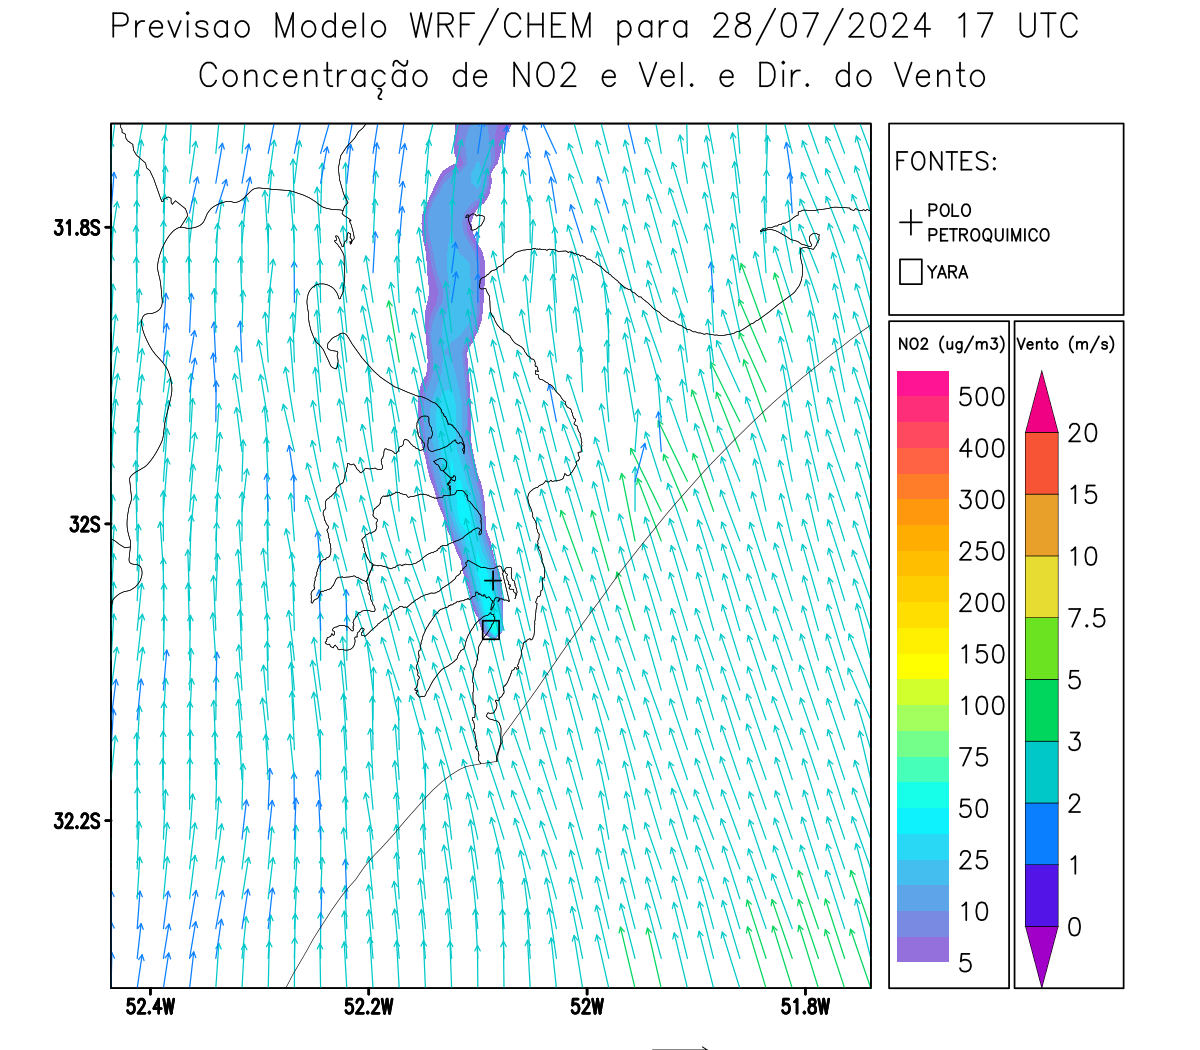 Previsao Modelo WRF/CHEM para 28/07/2024 17 UTC
Concentração de NO2 e Vel. e Dir. do Vento
FONTES:
POLO
PETROQUIMICO
YARA
31.8S
32S
32.2S
52.4W
52.2W
52W
51.8W
NO2 (ug/m3)
500
400
300
250
200
150
100
75
50
25
10
5
Vento (m/s)
20
15
10
7.5
5
3
2
1
0